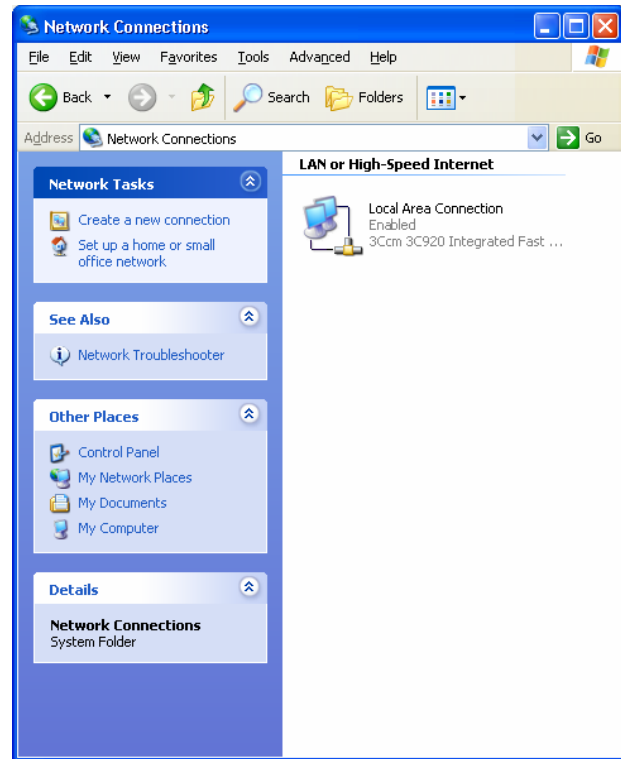 Network Connections
File Edit View Favorites Tools Advanced Help
Back Search Folders
Address Network Connections Go
Network Tasks
Create a new connection
Set up a home or small
office network
See Also
Network Troubleshooter
Other Places
Control Panel
My Network Places
My Documents
My Computer
Details
Network Connections
System Folder
LAN or High-Speed Internet
Local Area Connection
Enabled
3Ccm 3C920 Integrated Fast ...